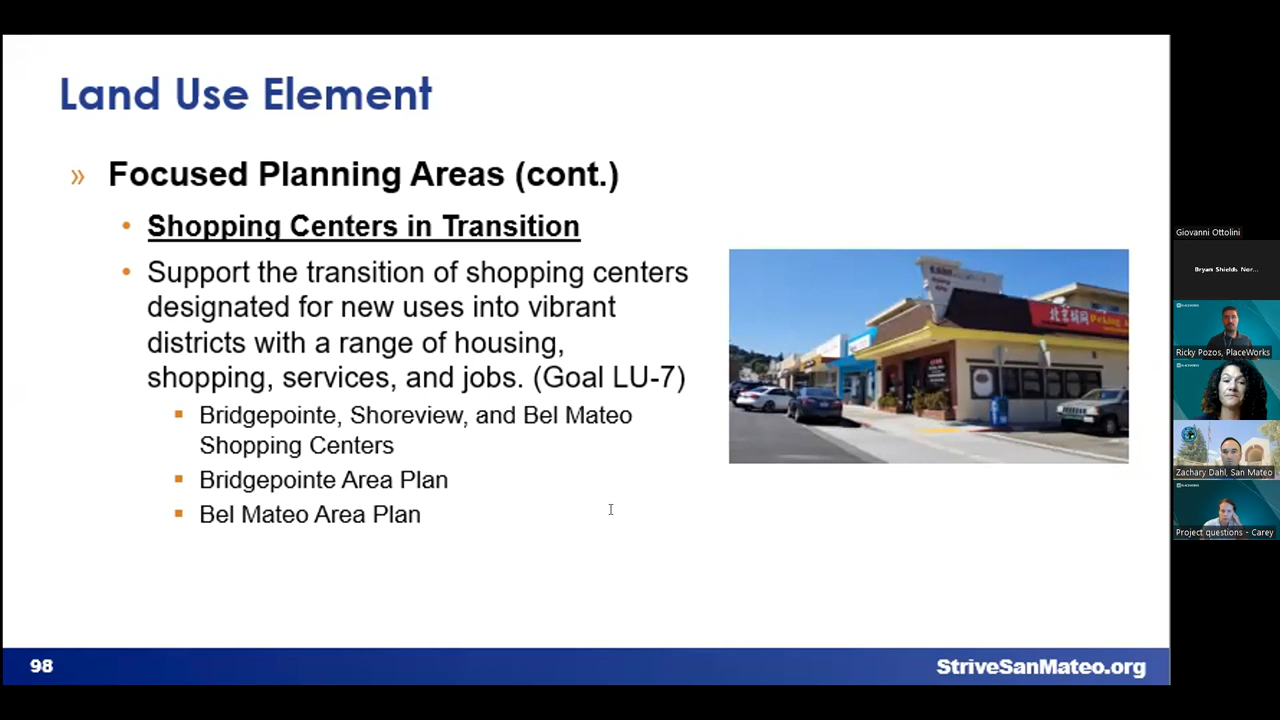 Land Use Element
» Focused Planning Areas (cont.)
• Shopping Centers in Transition
• Support the transition of shopping centers
designated for new uses into vibrant
districts with a range of housing,
shopping, services, and jobs. (Goal LU-7)
▪ Bridgepointe, Shoreview, and Bel Mateo
Shopping Centers
▪ Bridgepointe Area Plan
▪ Bel Mateo Area Plan
北京
98
StriveSanMateo.org
Giovanni Ottolini
Bryan Shields Nor...
Ricky Pozos, PlaceWorks
Zachary Dahl, San Mateo
Project questions - Carey